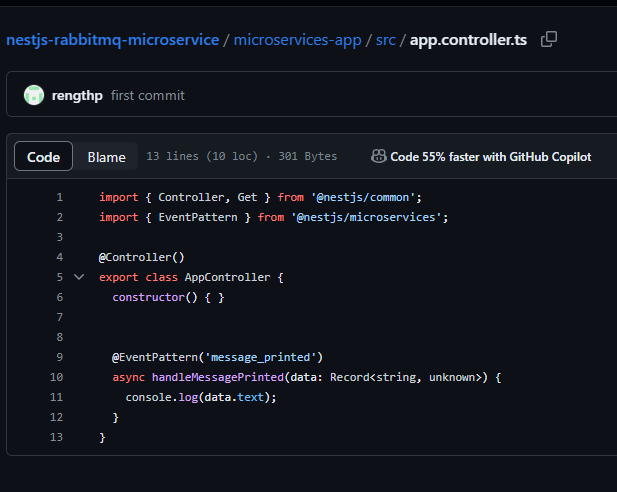 nestjs-rabbitmq-microservice / microservices-app / src / app.controller.ts
rengthp first commit
Code Blame 13 lines (10 loc) · 301 Bytes Code 55% faster with GitHub Copilot
1 import { Controller, Get } from '@nestjs/common';
2 import { EventPattern } from '@nestjs/microservices';
3
4 @Controller()
5 export class AppController {
6   constructor() { }
7
8
9   @EventPattern('message_printed')
10   async handleMessagePrinted(data: Record<string, unknown>) {
11     console.log(data.text);
12   }
13 }